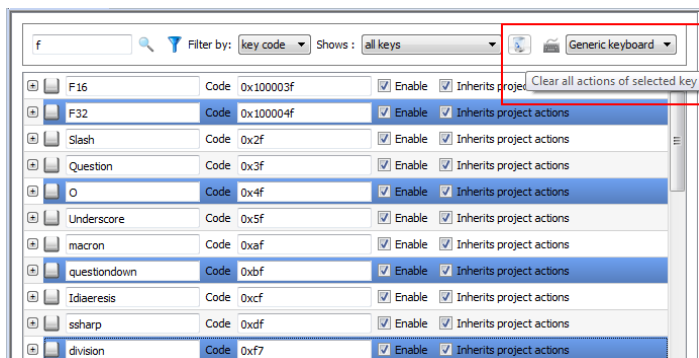 f Filter by: key code Shows : all keys Generic keyboard
Clear all actions of selected key
F16 Code 0x100003f Enable Inherits projec
F32 Code 0x100004f Enable Inherits project actions
Slash Code 0x2f Enable Inherits project actions
Question Code 0x3f Enable Inherits project actions
O Code 0x4f Enable Inherits project actions
Underscore Code 0x5f Enable Inherits project actions
macron Code 0xaf Enable Inherits project actions
questiondown Code 0xbf Enable Inherits project actions
Idiaeresis Code 0xcf Enable Inherits project actions
ssharp Code 0xdf Enable Inherits project actions
division Code 0xf7 Enable Inherits project actions